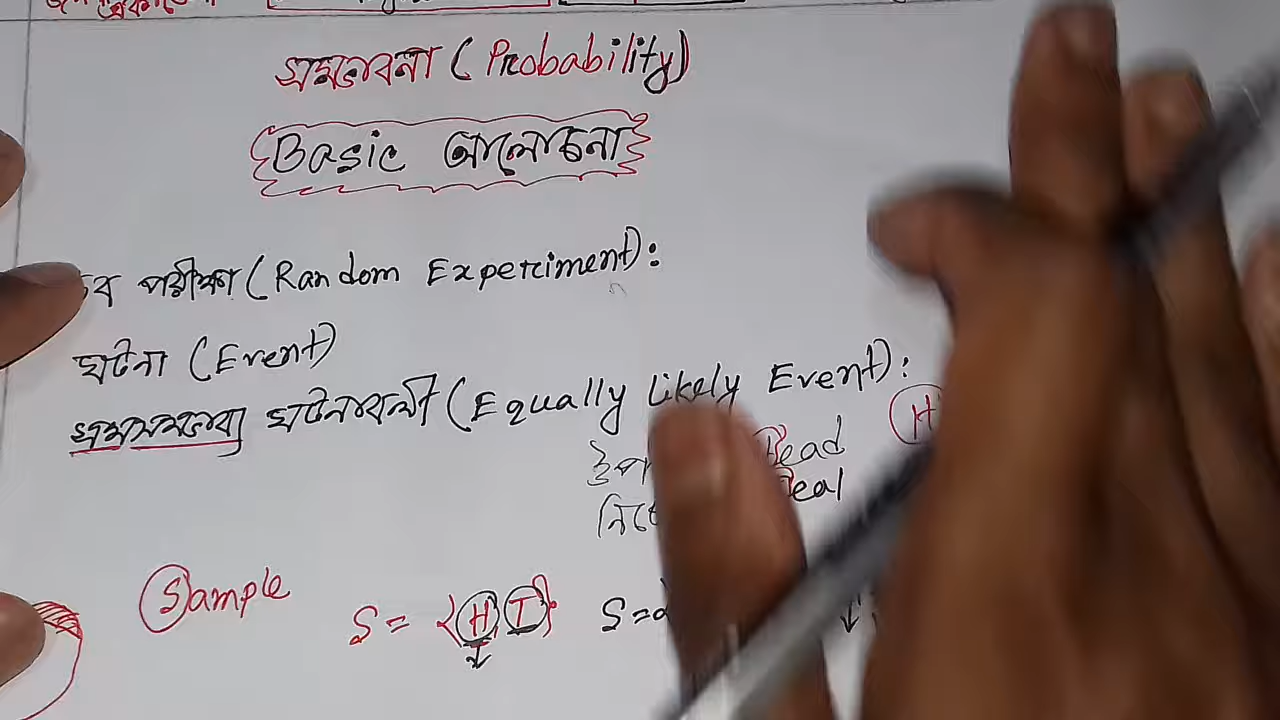 সম্ভাবনা (Probability)
Basic আলোচনা
পরীক্ষা (Random Experiment):
ঘটনা (Event)
সমসম্ভাব্য ঘটনাবলী (Equally Likely Event):
H
Head
Teal
Sample
S = {H, T}
S =